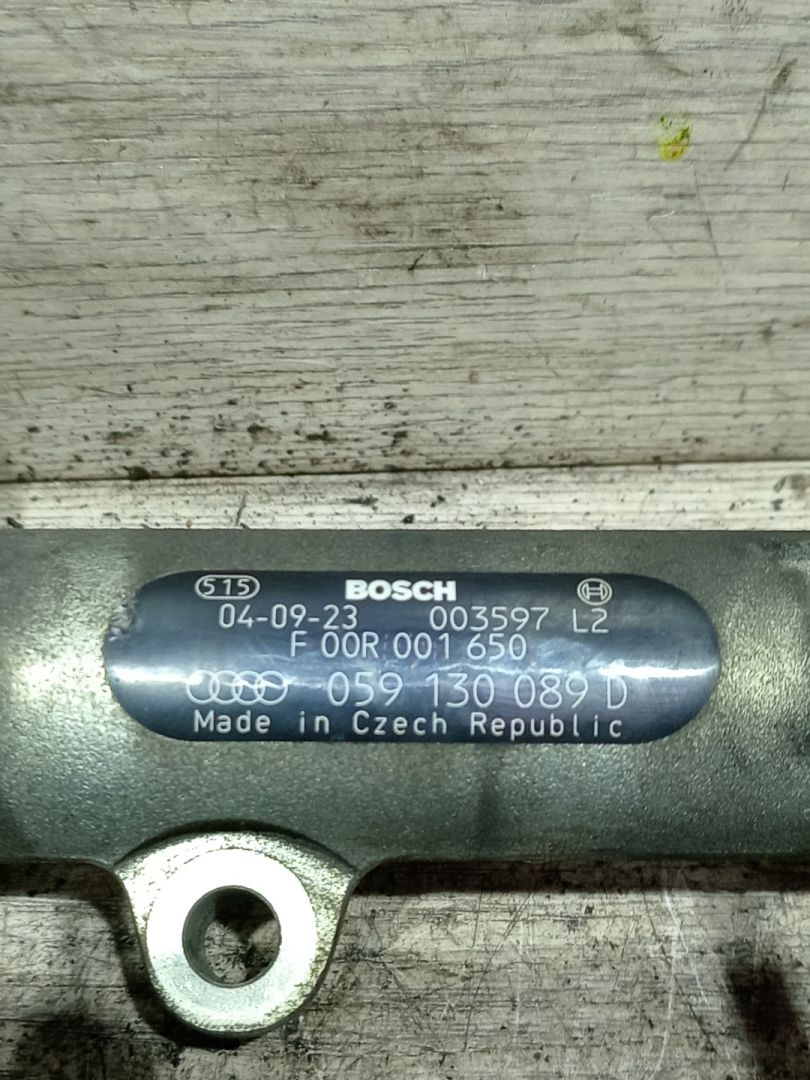 515 BOSCH
04-09-23 003597 L2
F 00R 001 650
059 130 089 D
Made in Czech Republic